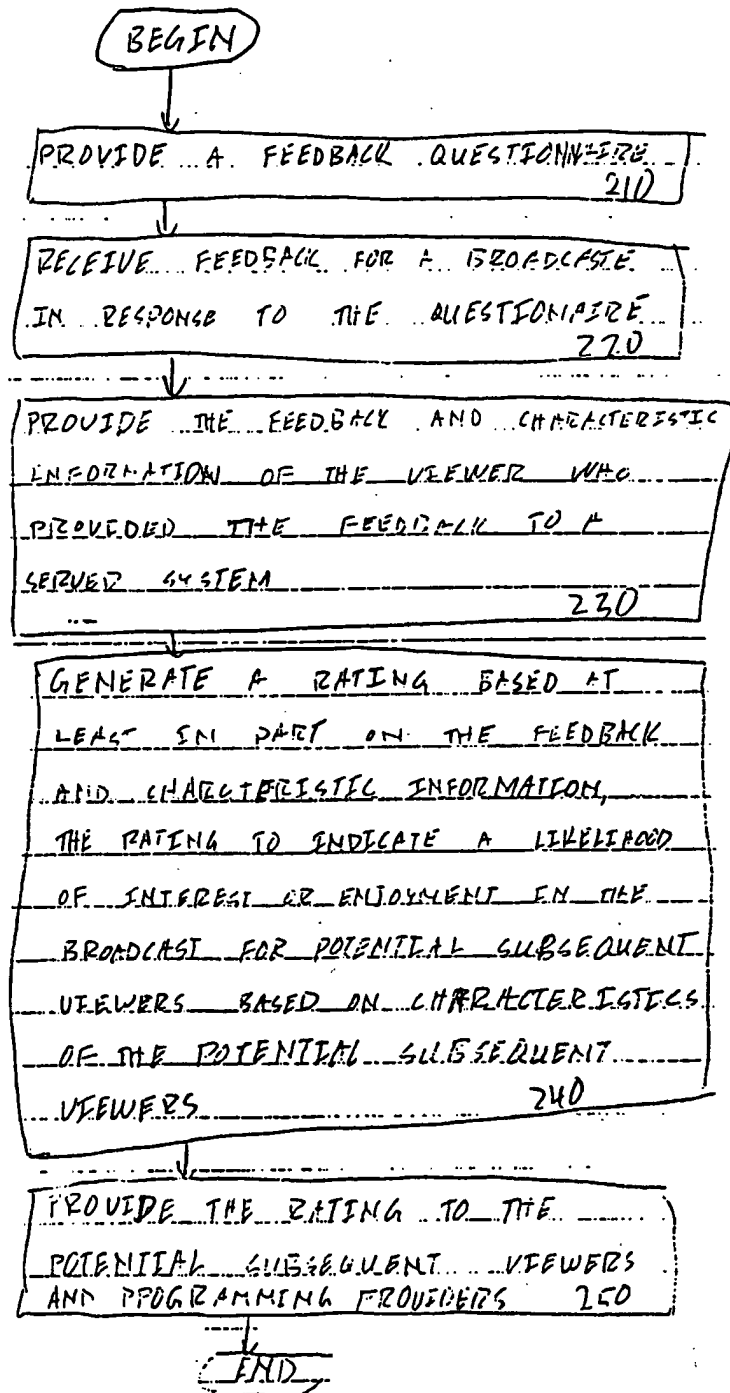 BEGIN
PROVIDE A FEEDBACK QUESTIONNAIRE
210
RECEIVE FEEDBACK FOR A BROADCASTE
IN RESPONSE TO THE QUESTIONAIRE
220
PROVIDE THE FEEDBACK AND CHARACTERISTIC
INFORMATION OF THE VIEWER WHO
PROVIDED THE FEEDBACK TO A
SERVED SYSTEM
230
GENERATE A RATING BASED AT
LEAST IN PART ON THE FEEDBACK
AND CHARCTERISTIC INFORMATION,
THE RATING TO INDICATE A LIKELIHOOD
OF INTEREST OR ENJOYMENT IN THE
BROADCAST FOR POTENTIAL SUBSEQUENT
VIEWERS BASED ON CHARACTERISTICS
OF THE POTENTIAL SUBSEQUENT
VIEWERS 240
PROVIDE THE RATING TO THE
POTENTIAL SUBSEQUENT VIEWERS
AND PROGRAMMING PROVIDERS 250
END